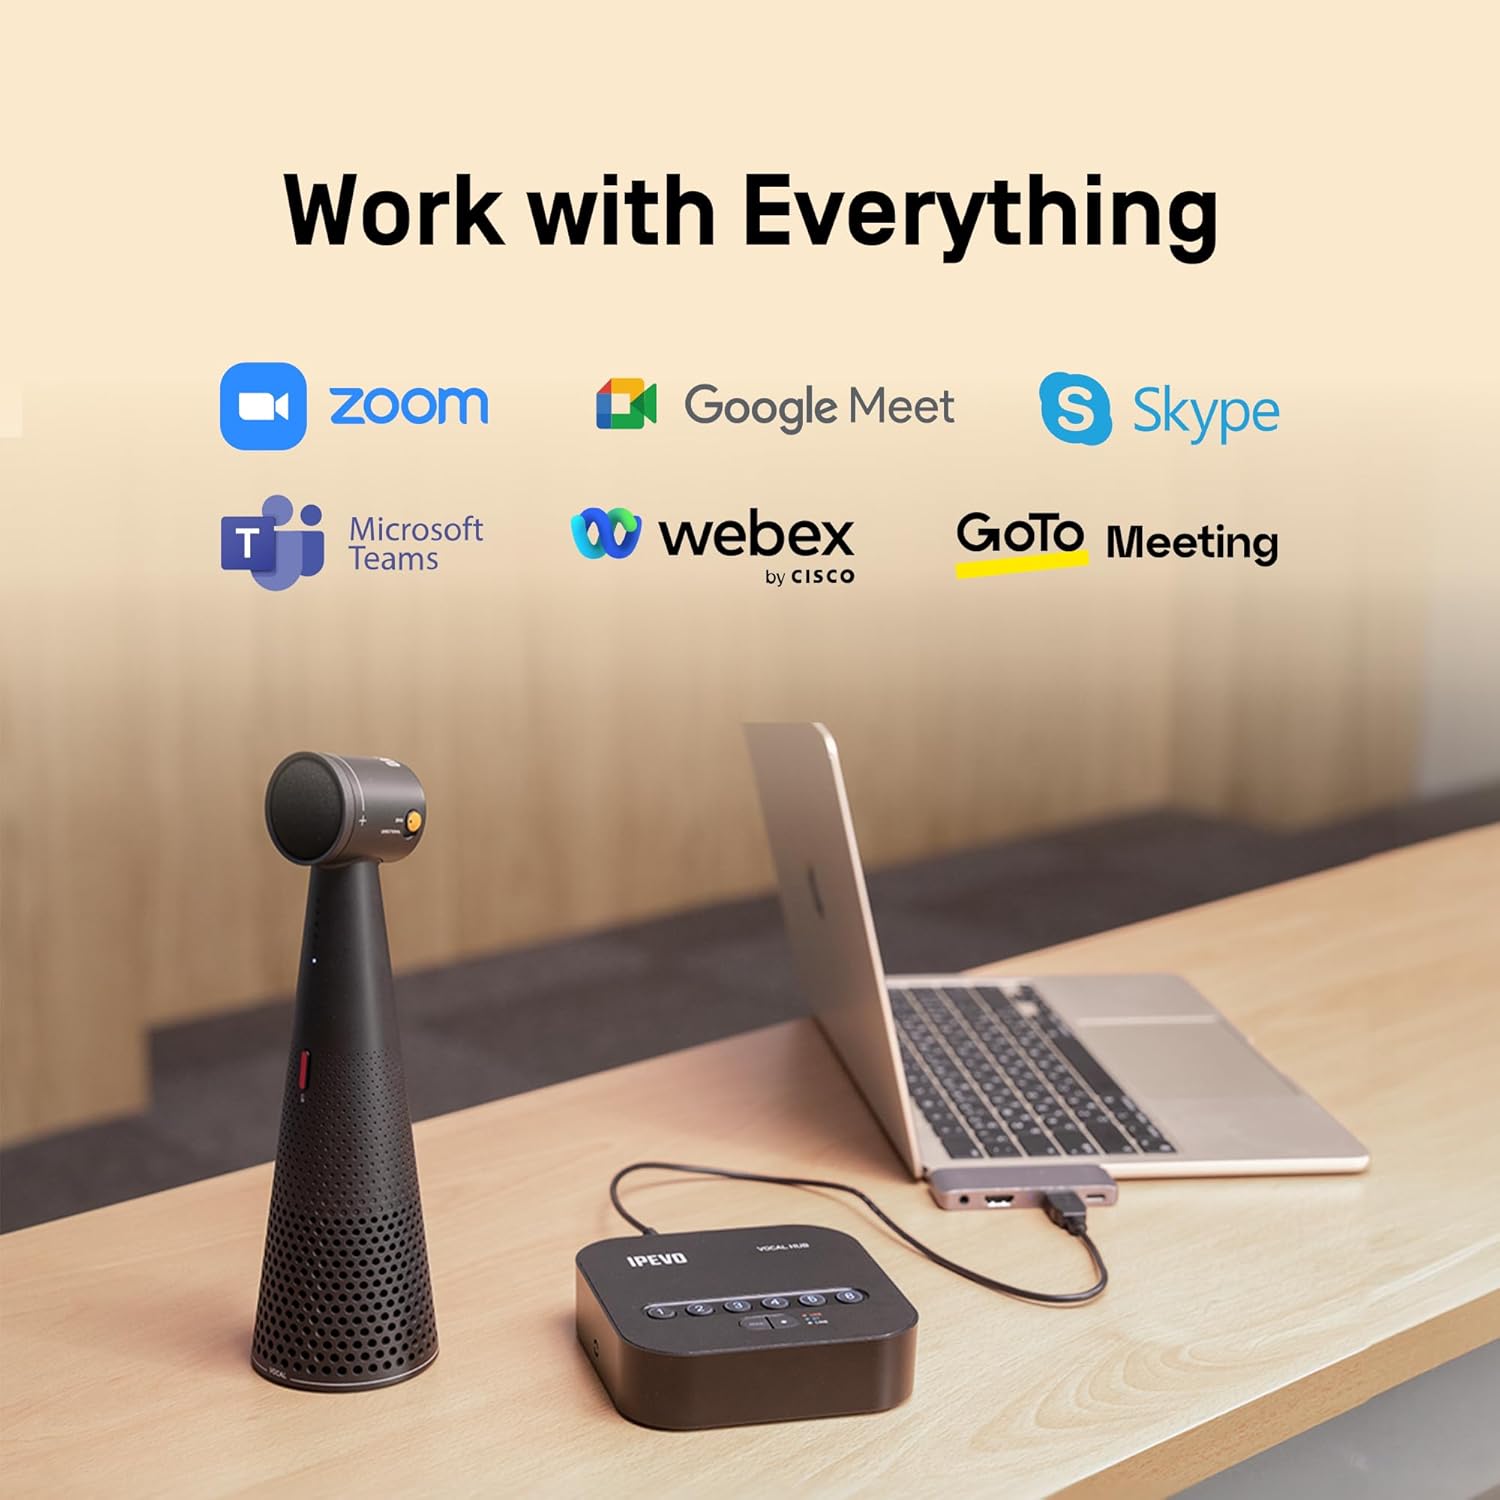 Work with Everything
zoom
Google Meet
Skype
T
Microsoft
Teams
webex
by CISCO
GoTo Meeting
IPEVO
VOCAL HUB
1 2 3 4 5 6
VOCAL